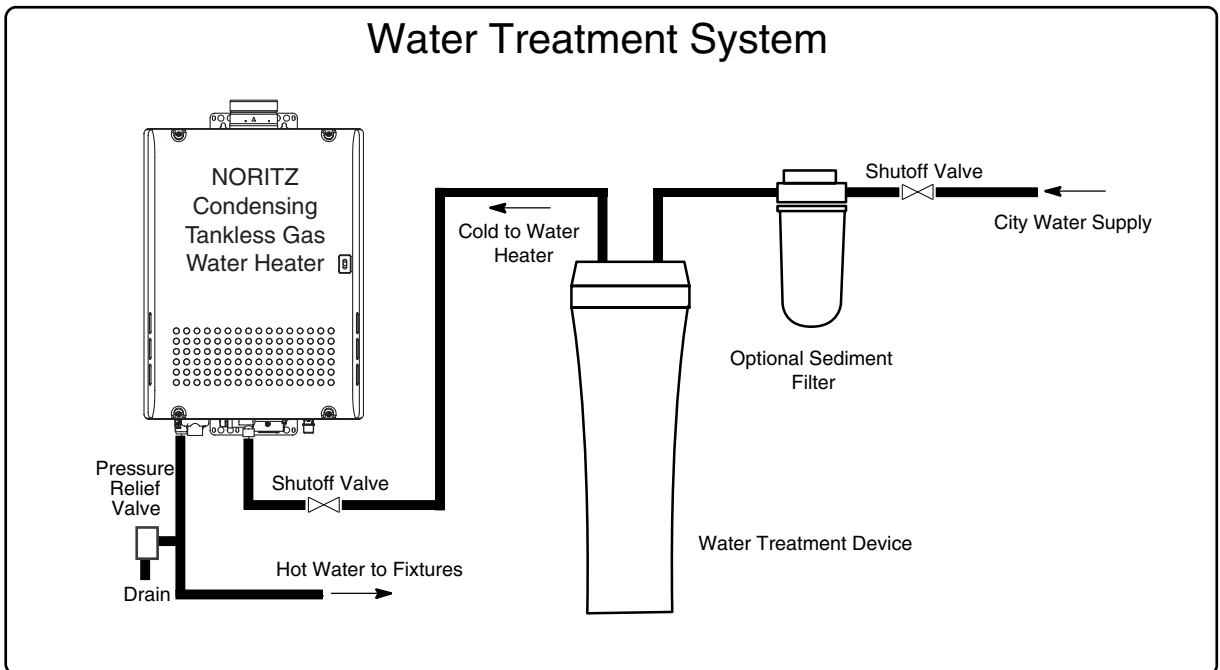 Water Treatment System
NORITZ
Condensing
Tankless Gas
Water Heater
Shutoff Valve
City Water Supply
Cold to Water
Heater
Optional Sediment
Filter
Pressure
Relief
Valve
Shutoff Valve
Water Treatment Device
Hot Water to Fixtures
Drain